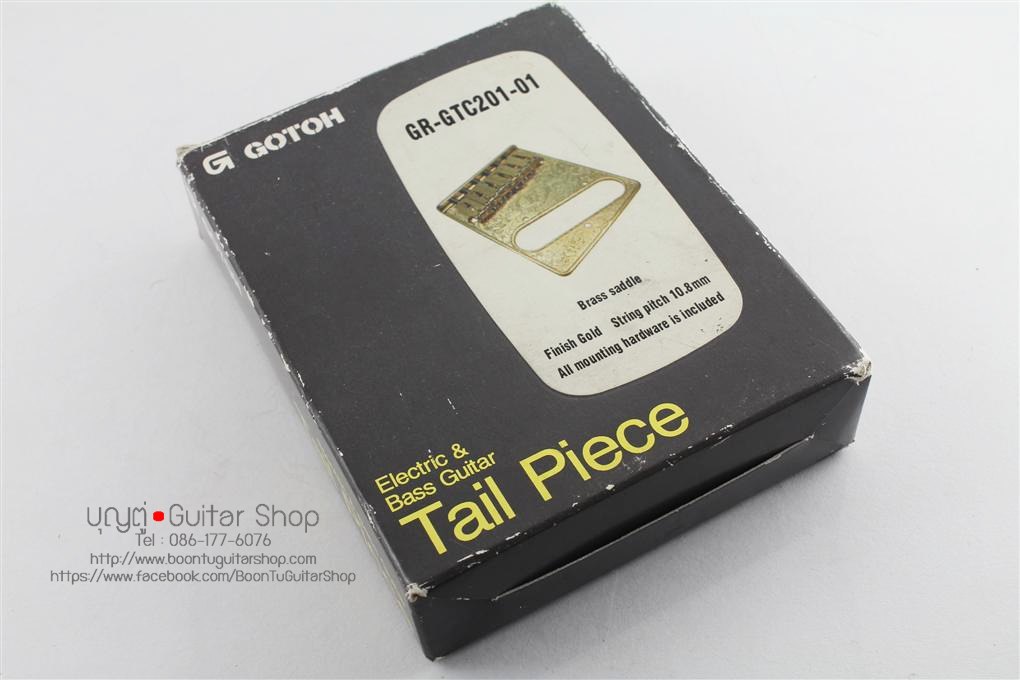 GOTOH
GR-GTC201-01
Brass saddle
Finish Gold String pitch 10.8mm
All mounting hardware is included
Electric &
Bass Guitar
Tail Piece
บุญตู่•Guitar Shop
Tel : 086-177-6076
http://www.boontuguitarshop.com
https://www.facebook.com/BoonTuGuitarShop